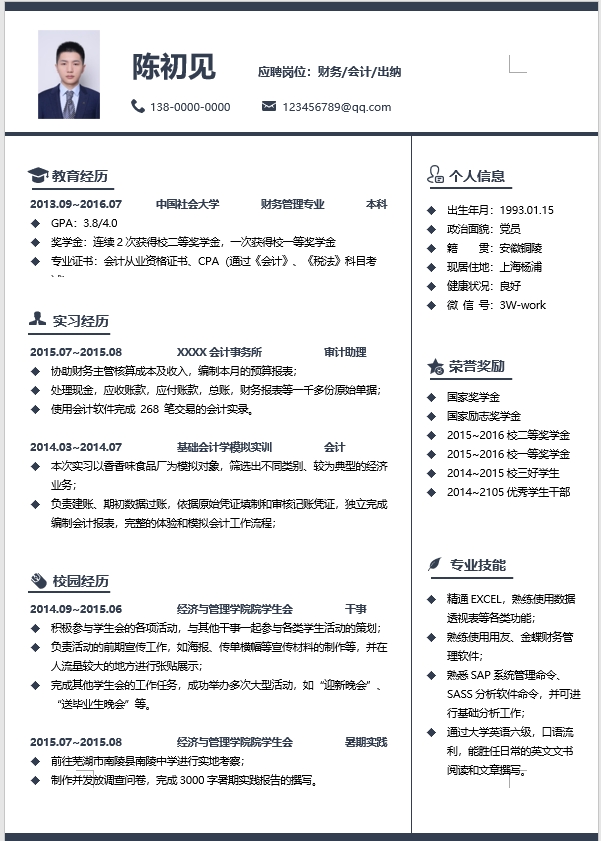 陈初见
应聘岗位：财务/会计/出纳
138-0000-0000
123456789@qq.com
教育经历
2013.09~2016.07 中国社会大学 财务管理专业 本科
GPA：3.8/4.0
奖学金：连续 2 次获得校二等奖学金，一次获得校一等奖学金
专业证书：会计从业资格证书、CPA（通过《会计》、《税法》科目考
实习经历
2015.07~2015.08 XXXX 会计事务所 审计助理
协助财务主管核算成本及收入，编制本月的预算报表；
处理现金，应收账款，应付账款，总账，财务报表等一千多份原始单据；
使用会计软件完成 268 笔交易的会计实录。
2014.03~2014.07 基础会计学模拟实训 会计
本次实习以香香味食品厂为模拟对象，筛选出不同类别、较为典型的经济
业务；
负责建账、期初数据过账，依据原始凭证填制和审核记账凭证，独立完成
编制会计报表，完整的体验和模拟会计工作流程；
校园经历
2014.09~2015.06 经济与管理学院院学生会 干事
积极参与学生会的各项活动，与其他干事一起参与各类学生活动的策划；
负责活动的前期宣传工作，如海报、传单横幅等宣传材料的制作等，并在
人流量较大的地方进行张贴展示；
完成其他学生会的工作任务，成功举办多次大型活动，如“迎新晚会”、
“送毕业生晚会”等。
2015.07~2015.08 经济与管理学院院学生会 暑期实践
前往芜湖市南陵县南陵中学进行实地考察；
制作并发放调查问卷，完成 3000 字暑期实践报告的撰写。
个人信息
出生年月：1993.01.15
政治面貌：党员
籍 贯：安徽铜陵
现居住地：上海杨浦
健康状况：良好
微 信 号：3W-work
荣誉奖励
国家奖学金
国家励志奖学金
2015~2016 校二等奖学金
2015~2016 校一等奖学金
2014~2015 校三好学生
2014~2105 优秀学生干部
专业技能
精通 EXCEL，熟练使用数据
透视表等各类功能；
熟练使用用友、金蝶财务管
理软件；
熟悉 SAP 系统管理命令、
SASS 分析软件命令，并可进
行基础分析工作；
通过大学英语六级，口语流
利，能胜任日常的英文文书
阅读和文章撰写。